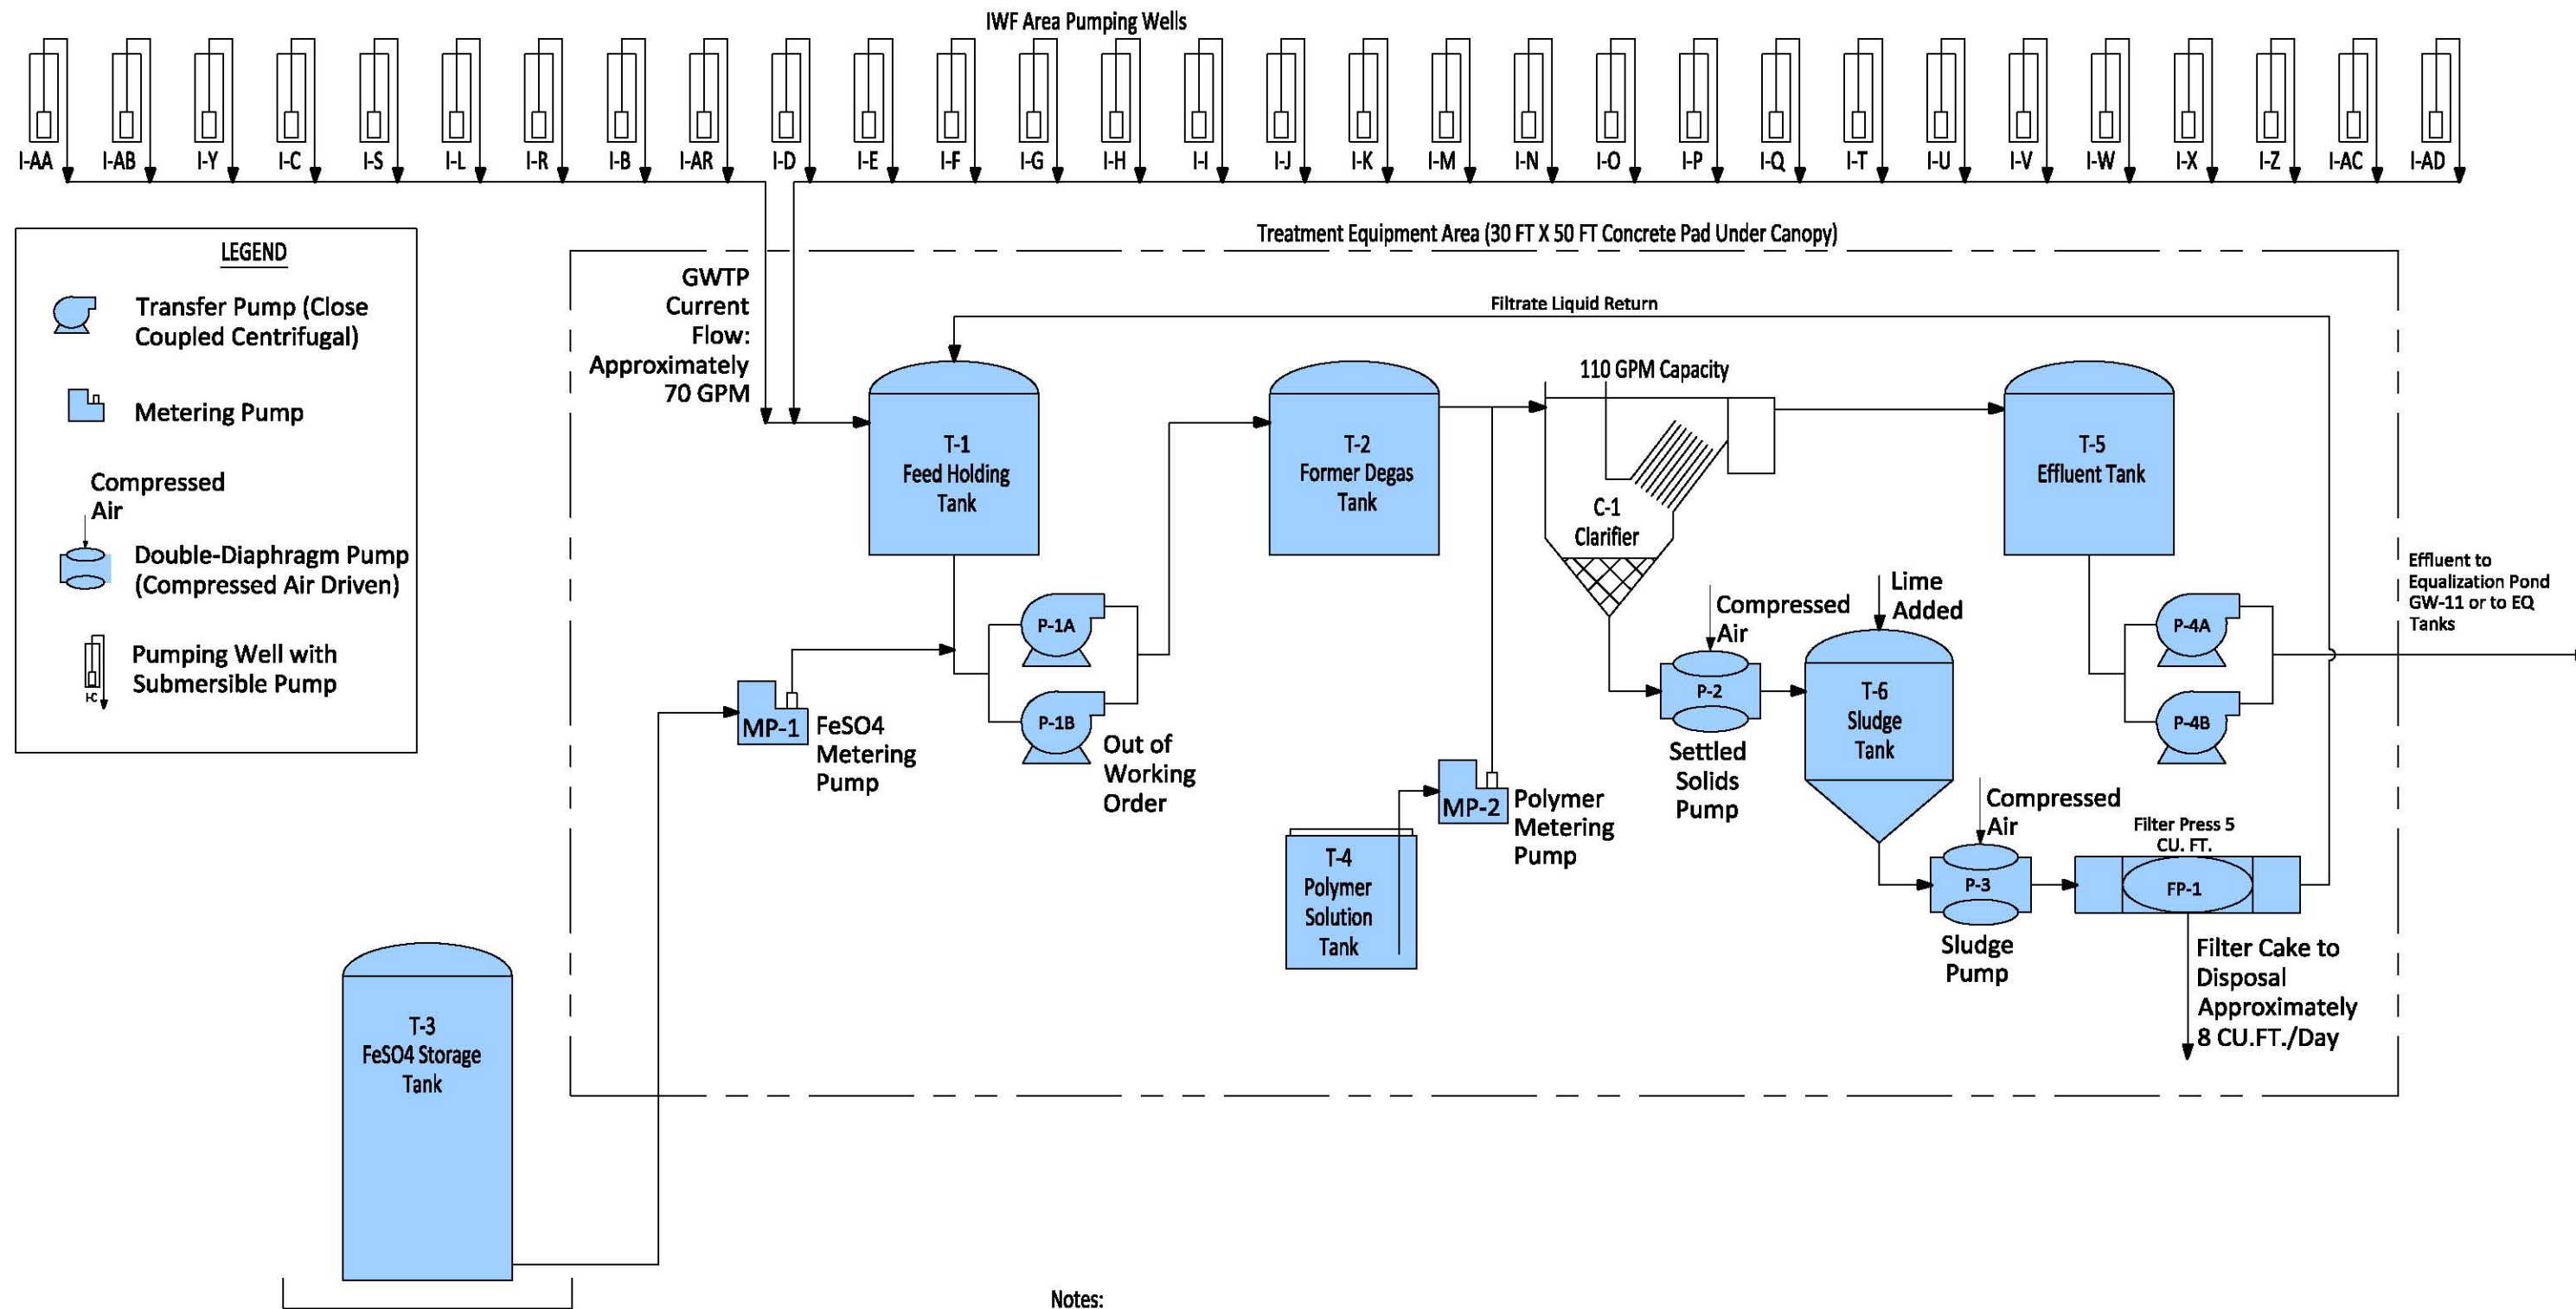 IWF Area Pumping Wells
I-AA I-AB I-Y I-C I-S I-L I-R I-B I-AR I-D I-E I-F I-G I-H I-I I-J I-K I-M I-N I-O I-P I-Q I-T I-U I-V I-W I-X I-Z I-AC I-AD
LEGEND
Transfer Pump (Close
Coupled Centrifugal)
Metering Pump
Compressed
Air
Double-Diaphragm Pump
(Compressed Air Driven)
Pumping Well with
Submersible Pump
I-C
Treatment Equipment Area (30 FT X 50 FT Concrete Pad Under Canopy)
GWTP
Current
Flow:
Approximately
70 GPM
Filtrate Liquid Return
T-1
Feed Holding
Tank
T-2
Former Degas
Tank
110 GPM Capacity
C-1
Clarifier
T-5
Effluent Tank
Effluent to
Equalization Pond
GW-11 or to EQ
Tanks
P-1A
P-1B
Out of
Working
Order
MP-1
FeSO4
Metering
Pump
Compressed
Air
P-2
Settled
Solids
Pump
Lime
Added
T-6
Sludge
Tank
P-4A
P-4B
MP-2
Polymer
Metering
Pump
T-4
Polymer
Solution
Tank
Compressed
Air
P-3
Sludge
Pump
Filter Press 5
CU. FT.
FP-1
Filter Cake to
Disposal
Approximately
8 CU.FT./Day
T-3
FeSO4 Storage
Tank
Notes: